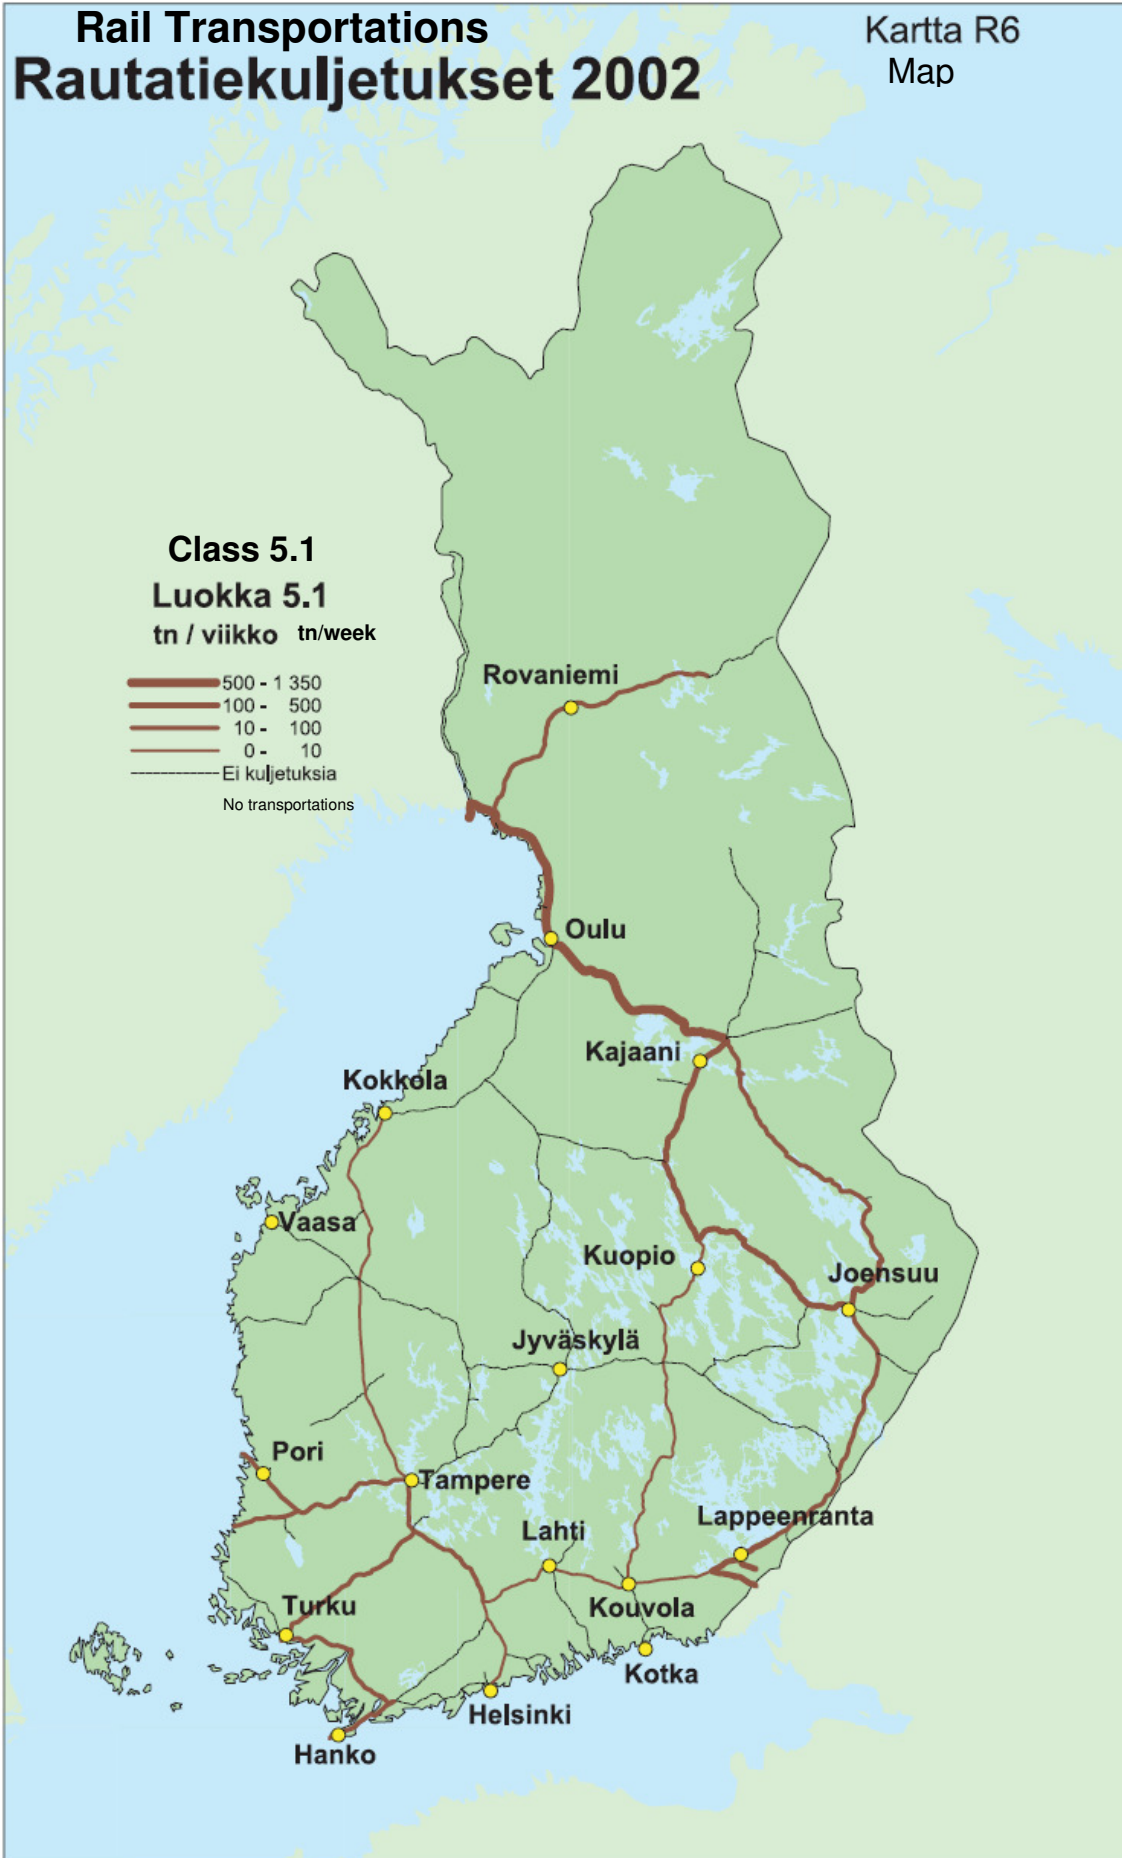 Rail Transportations
Kartta R6
Rautatiekuljetukset 2002
Map
Class 5.1
Luokka 5.1
tn / viikko tn/week
500 - 1 350
100 - 500
10 - 100
0 - 10
Ei kuljetuksia
No transportations
Rovaniemi
Oulu
Kajaani
Kokkola
Vaasa
Kuopio
Joensuu
Jyväskylä
Pori
Tampere
Lappeenranta
Lahti
Turku
Kouvola
Kotka
Helsinki
Hanko